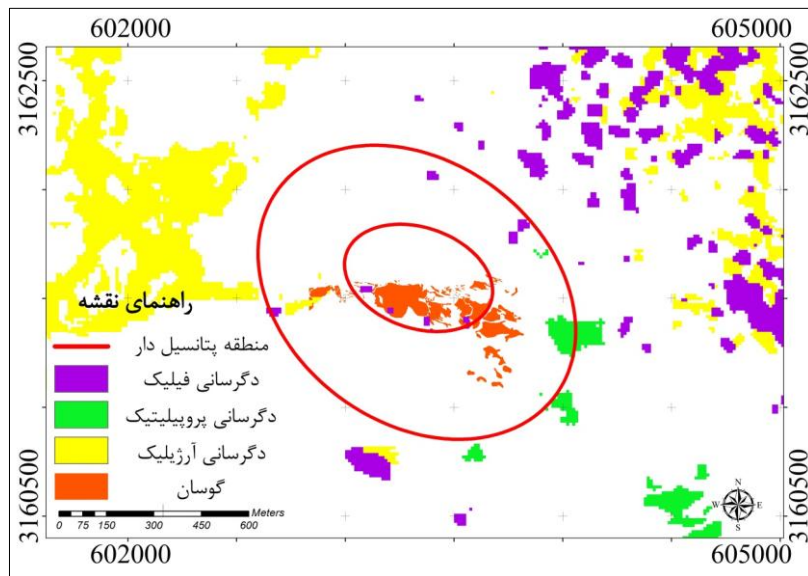 602000 605000
3162500 3162500
راهنمای نقشه
منطقه پتانسیل دار
دگرسانی فیلیک
دگرسانی پروپیلیتیک
دگرسانی آرژیلیک
گوسان
0 75 150 300 450 600 Meters
N
W E
S
3160500 3160500
602000 605000